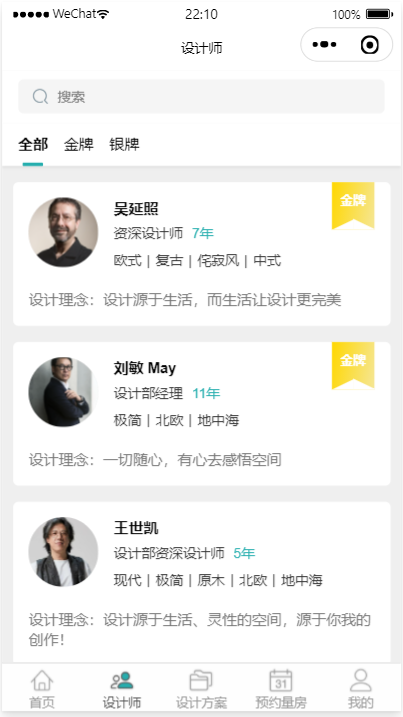 WeChat 22:10 100%
设计师
搜索
全部 金牌 银牌
金牌
吴延照
资深设计师 7年
欧式 | 复古 | 侘寂风 | 中式
设计理念：设计源于生活，而生活让设计更完美
金牌
刘敏 May
设计部经理 11年
极简 | 北欧 | 地中海
设计理念：一切随心，有心去感悟空间
王世凯
设计部资深设计师 5年
现代 | 极简 | 原木 | 北欧 | 地中海
设计理念：设计源于生活、灵性的空间，源于你我的
创作！
31
首页 设计师 设计方案 预约量房 我的